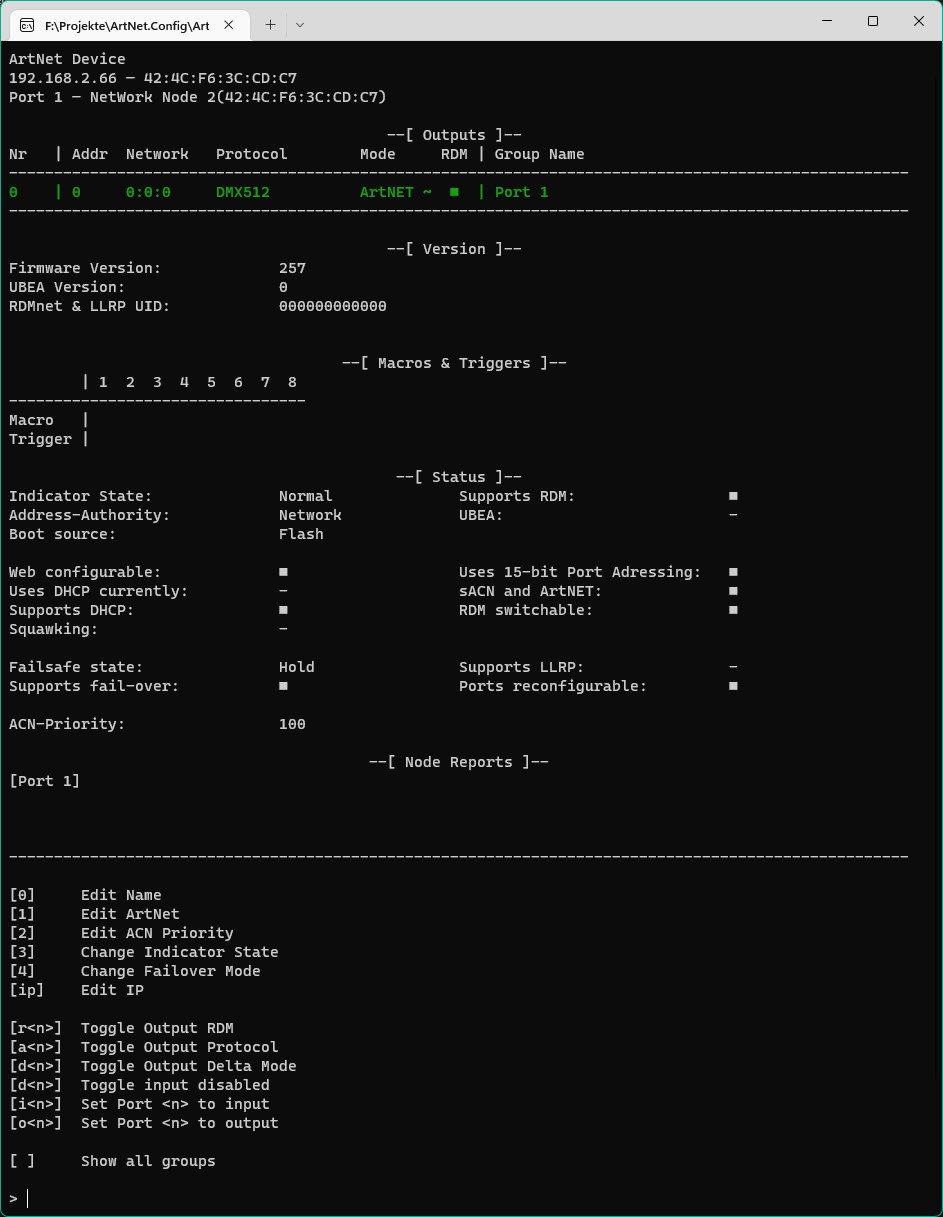 F:\Projekte\ArtNet.Config\Art
ArtNet Device
192.168.2.66 - 42:4C:F6:3C:CD:C7
Port 1 - NetWork Node 2(42:4C:F6:3C:CD:C7)
--[ Outputs ]--
Nr | Addr Network Protocol Mode RDM | Group Name
----------------------------------------------------------------------------------------------------
0 | 0 0:0:0 DMX512 ArtNET ~ ■ | Port 1
----------------------------------------------------------------------------------------------------
--[ Version ]--
Firmware Version: 257
UBEA Version: 0
RDMnet & LLRP UID: 000000000000
--[ Macros & Triggers ]--
| 1 2 3 4 5 6 7 8
---------------------------------
Macro |
Trigger |
--[ Status ]--
Indicator State: Normal Supports RDM: ■
Address-Authority: Network UBEA: -
Boot source: Flash
Web configurable: ■ Uses 15-bit Port Adressing: ■
Uses DHCP currently: - sACN and ArtNET: ■
Supports DHCP: ■ RDM switchable: ■
Squawking: -
Failsafe state: Hold Supports LLRP: -
Supports fail-over: ■ Ports reconfigurable: ■
ACN-Priority: 100
--[ Node Reports ]--
[Port 1]
----------------------------------------------------------------------------------------------------
[0] Edit Name
[1] Edit ArtNet
[2] Edit ACN Priority
[3] Change Indicator State
[4] Change Failover Mode
[ip] Edit IP
[r<n>] Toggle Output RDM
[a<n>] Toggle Output Protocol
[d<n>] Toggle Output Delta Mode
[d<n>] Toggle input disabled
[i<n>] Set Port <n> to input
[o<n>] Set Port <n> to output
[ ] Show all groups
>